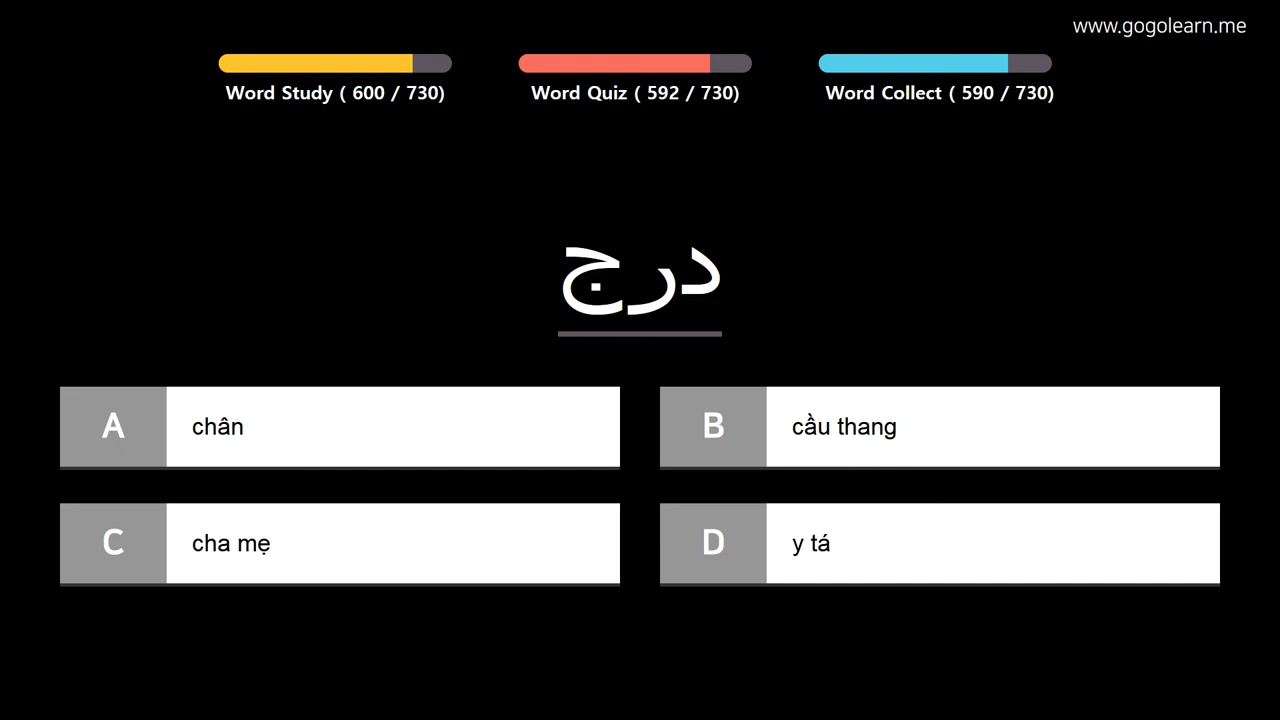 www.gogolearn.me
Word Study ( 600 / 730)
Word Quiz ( 592 / 730)
Word Collect ( 590 / 730)
درج
A
chân
B
cầu thang
C
cha mẹ
D
y tá